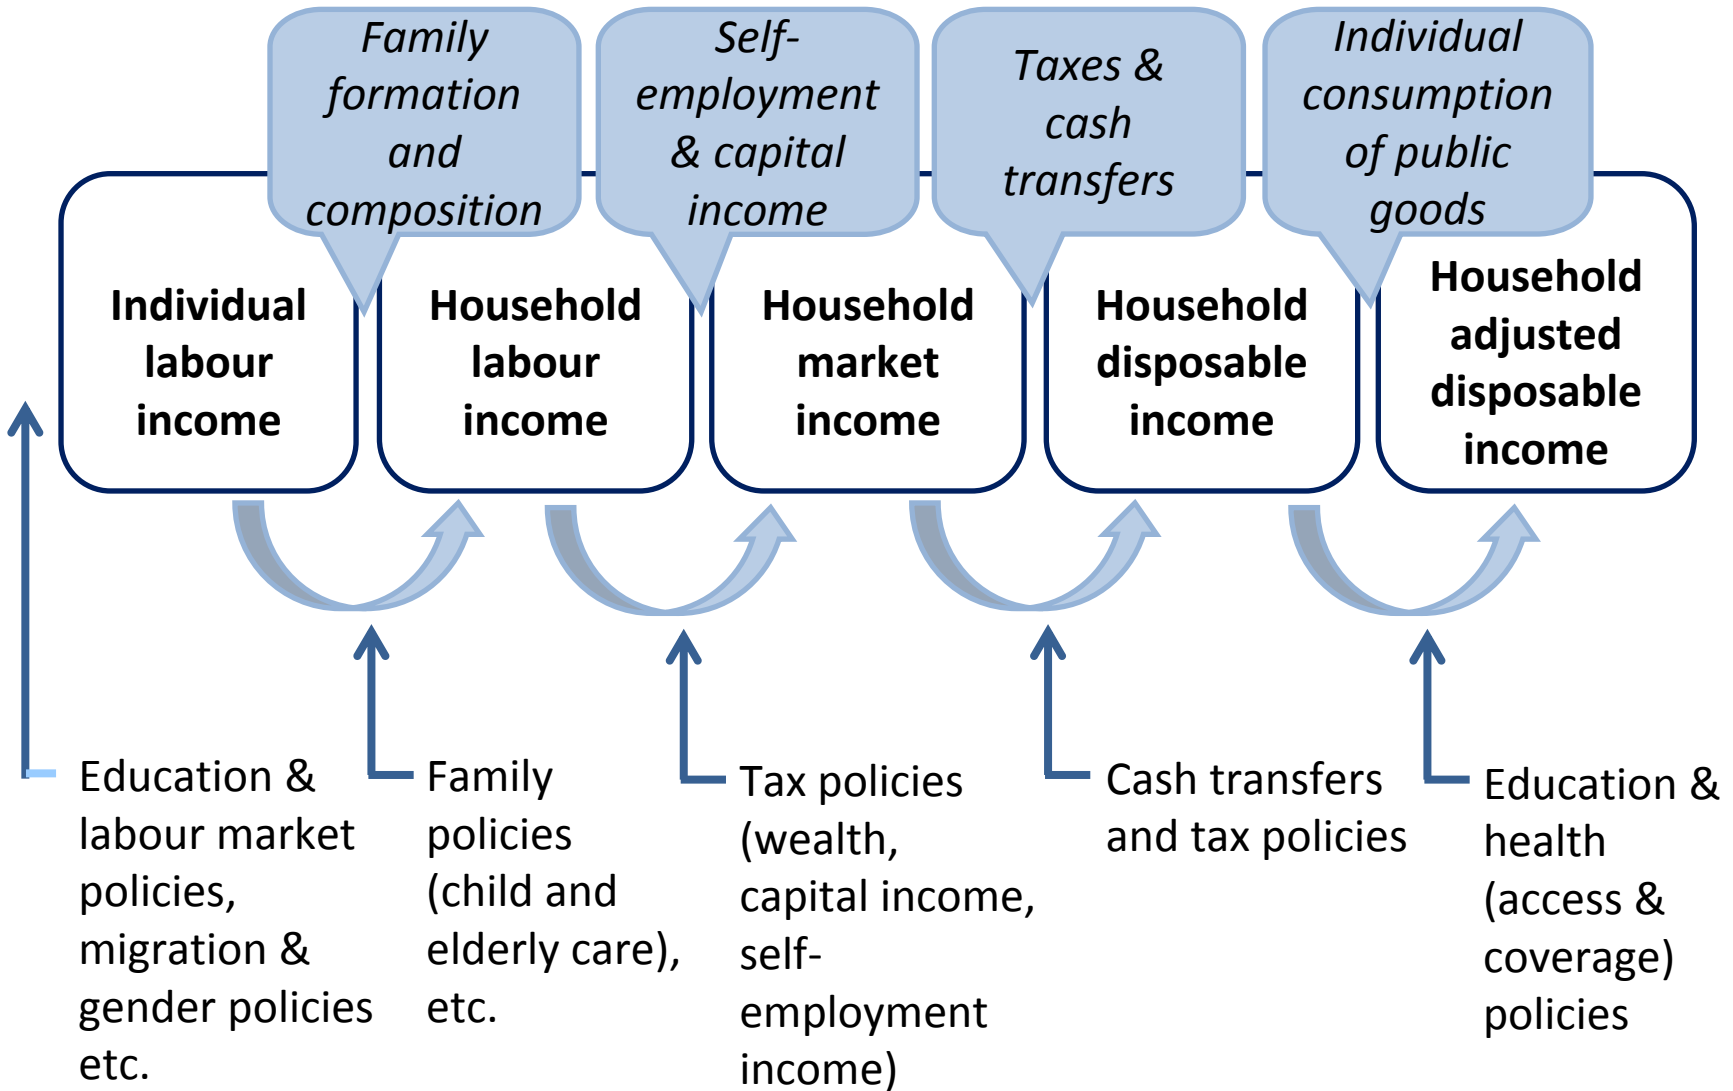 Family
formation
and
composition
Self-
employment
& capital
income
Taxes &
cash
transfers
Individual
consumption
of public
goods
Individual
labour
income
Household
labour
income
Household
market
income
Household
disposable
income
Household
adjusted
disposable
income
Education &
labour market
policies,
migration &
gender policies
etc.
Family
policies
(child and
elderly care),
etc.
Tax policies
(wealth,
capital income,
self-
employment
income)
Cash transfers
and tax policies
Education &
health
(access &
coverage)
policies